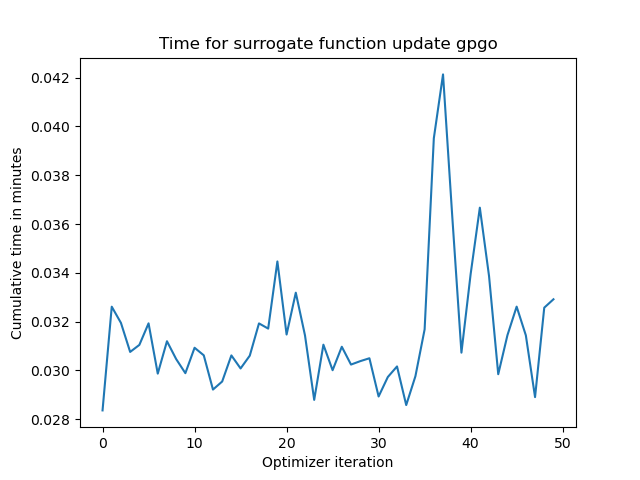 Time for surrogate function update gpgo
0.042
0.040
0.038
0.036
0.034
0.032
0.030
0.028
Cumulative time in minutes
0 10 20 30 40 50
Optimizer iteration